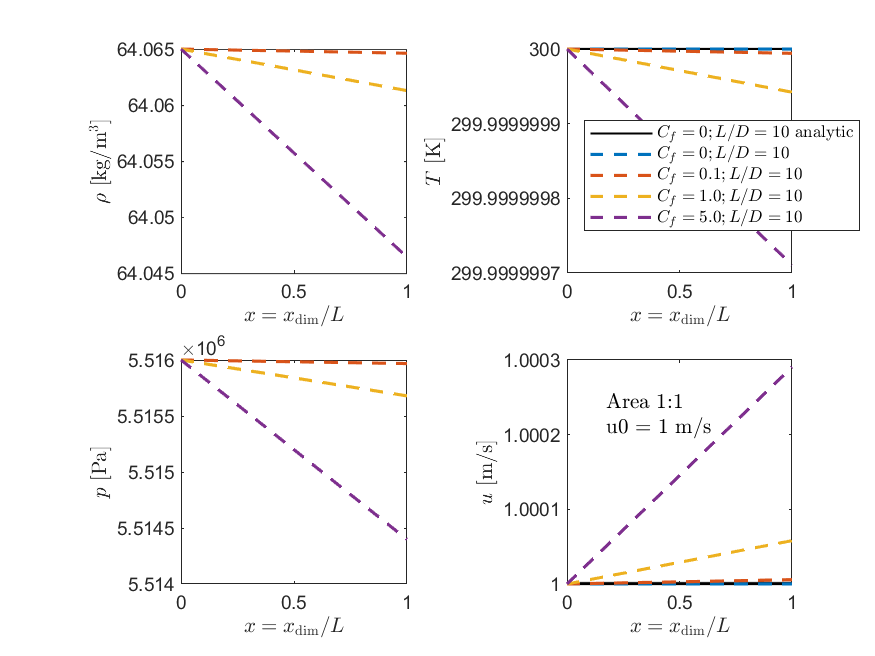 64.065
64.06
64.055
64.05
64.045
ρ [kg/m³]
0 0.5 1
x = x_dim/L
300
299.9999999
299.9999998
299.9999997
T [K]
C_f = 0; L/D = 10 analytic
C_f = 0; L/D = 10
C_f = 0.1; L/D = 10
C_f = 1.0; L/D = 10
C_f = 5.0; L/D = 10
0 0.5 1
x = x_dim/L
×10⁶
5.516
5.5155
5.515
5.5145
5.514
p [Pa]
0 0.5 1
x = x_dim/L
1.0003
1.0002
1.0001
1
u [m/s]
Area 1:1
u0 = 1 m/s
0 0.5 1
x = x_dim/L